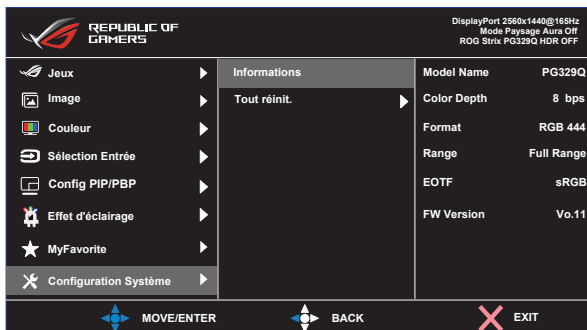 REPUBLIC OF
GAMERS
DisplayPort 2560x1440@165Hz
Mode Paysage Aura Off
ROG Strix PG329Q HDR OFF
Jeux
Image
Couleur
Sélection Entrée
Config PIP/PBP
Effet d'éclairage
MyFavorite
Configuration Système
Informations
Tout réinit.
Model Name PG329Q
Color Depth 8 bps
Format RGB 444
Range Full Range
EOTF sRGB
FW Version Vo.11
MOVE/ENTER BACK EXIT